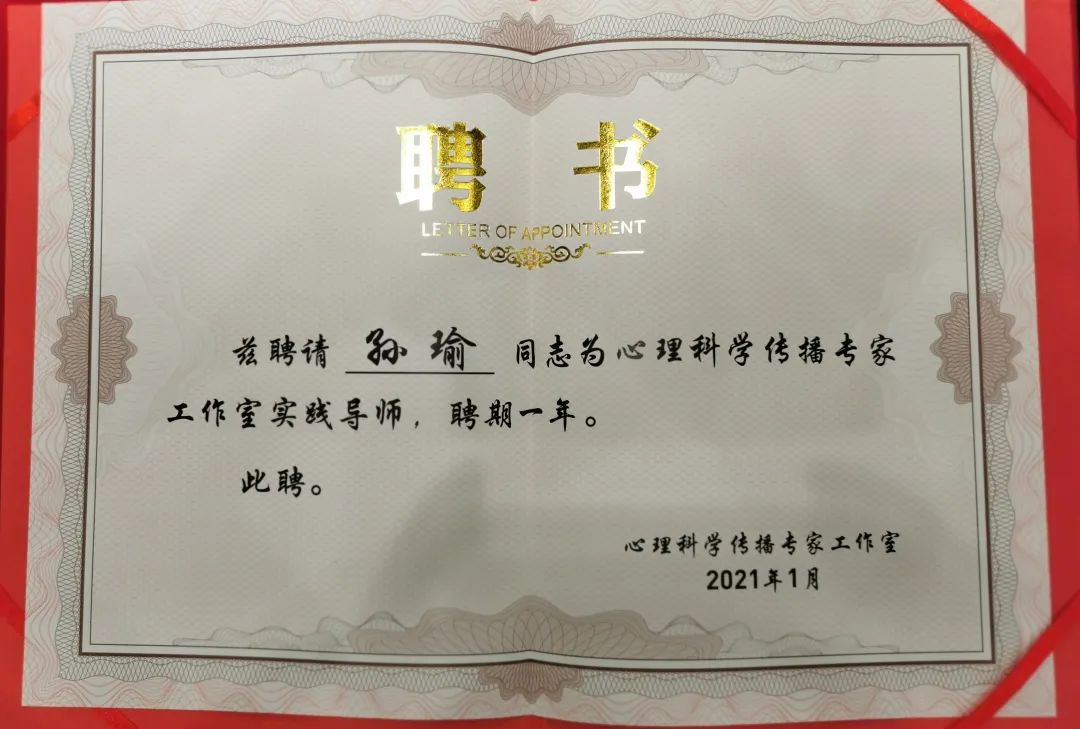 聘书
LETTER OF APPOINTMENT
兹聘请 孙瑜 同志为心理科学传播专家
工作室实践导师，聘期一年。
此聘。
心理科学传播专家工作室
2021年1月